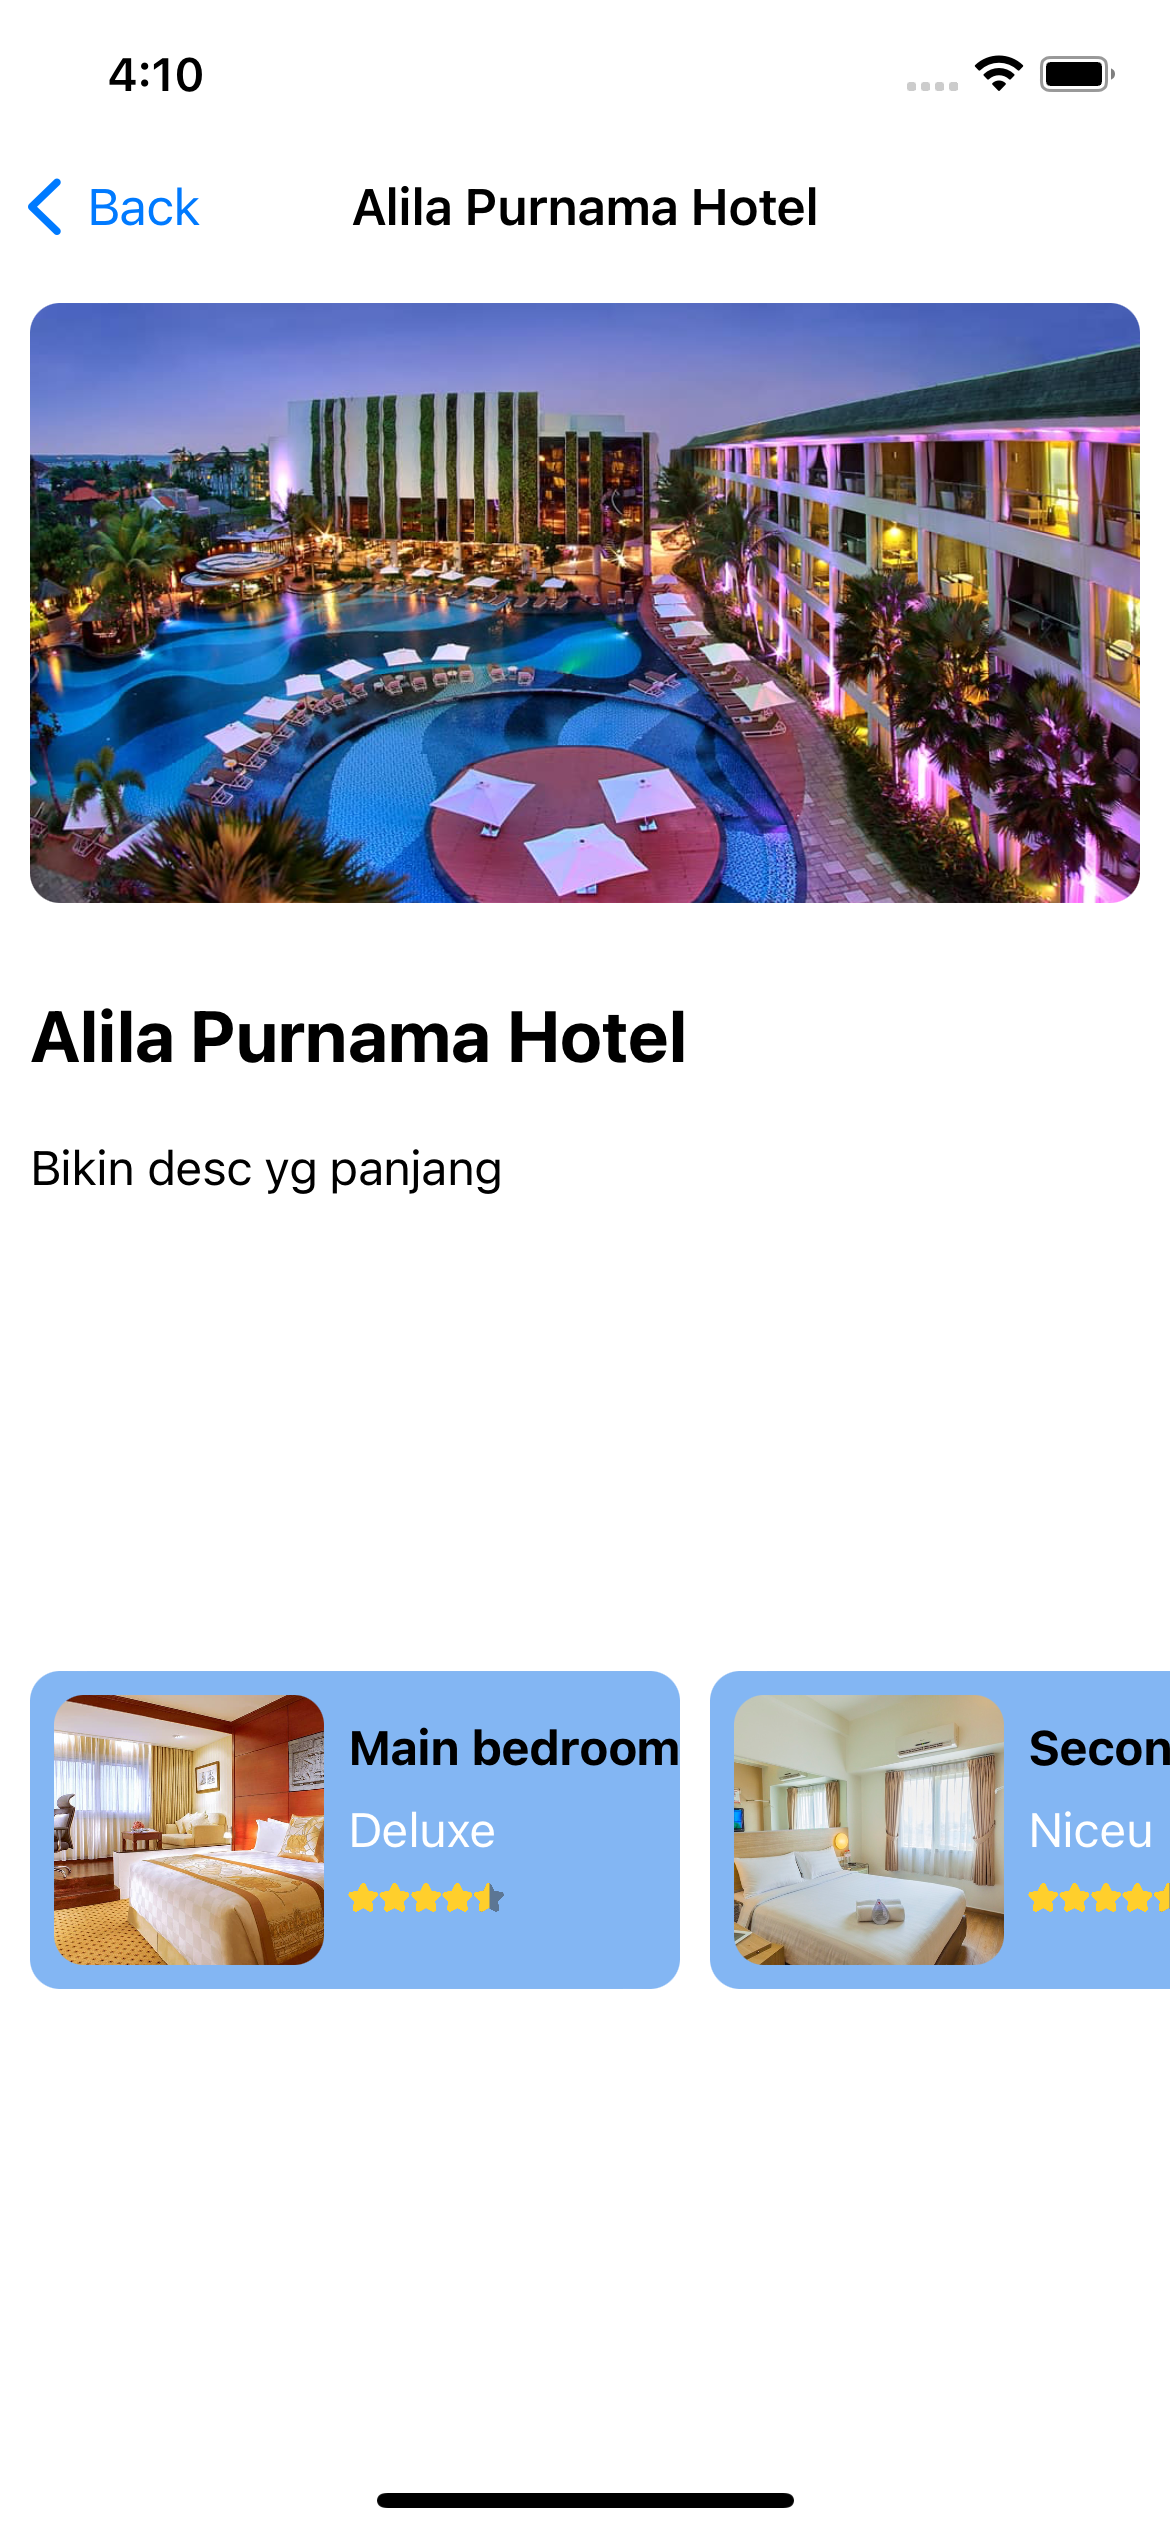 4:10
Back
Alila Purnama Hotel
Alila Purnama Hotel
Bikin desc yg panjang
Main bedroom
Deluxe
Secon
Niceu